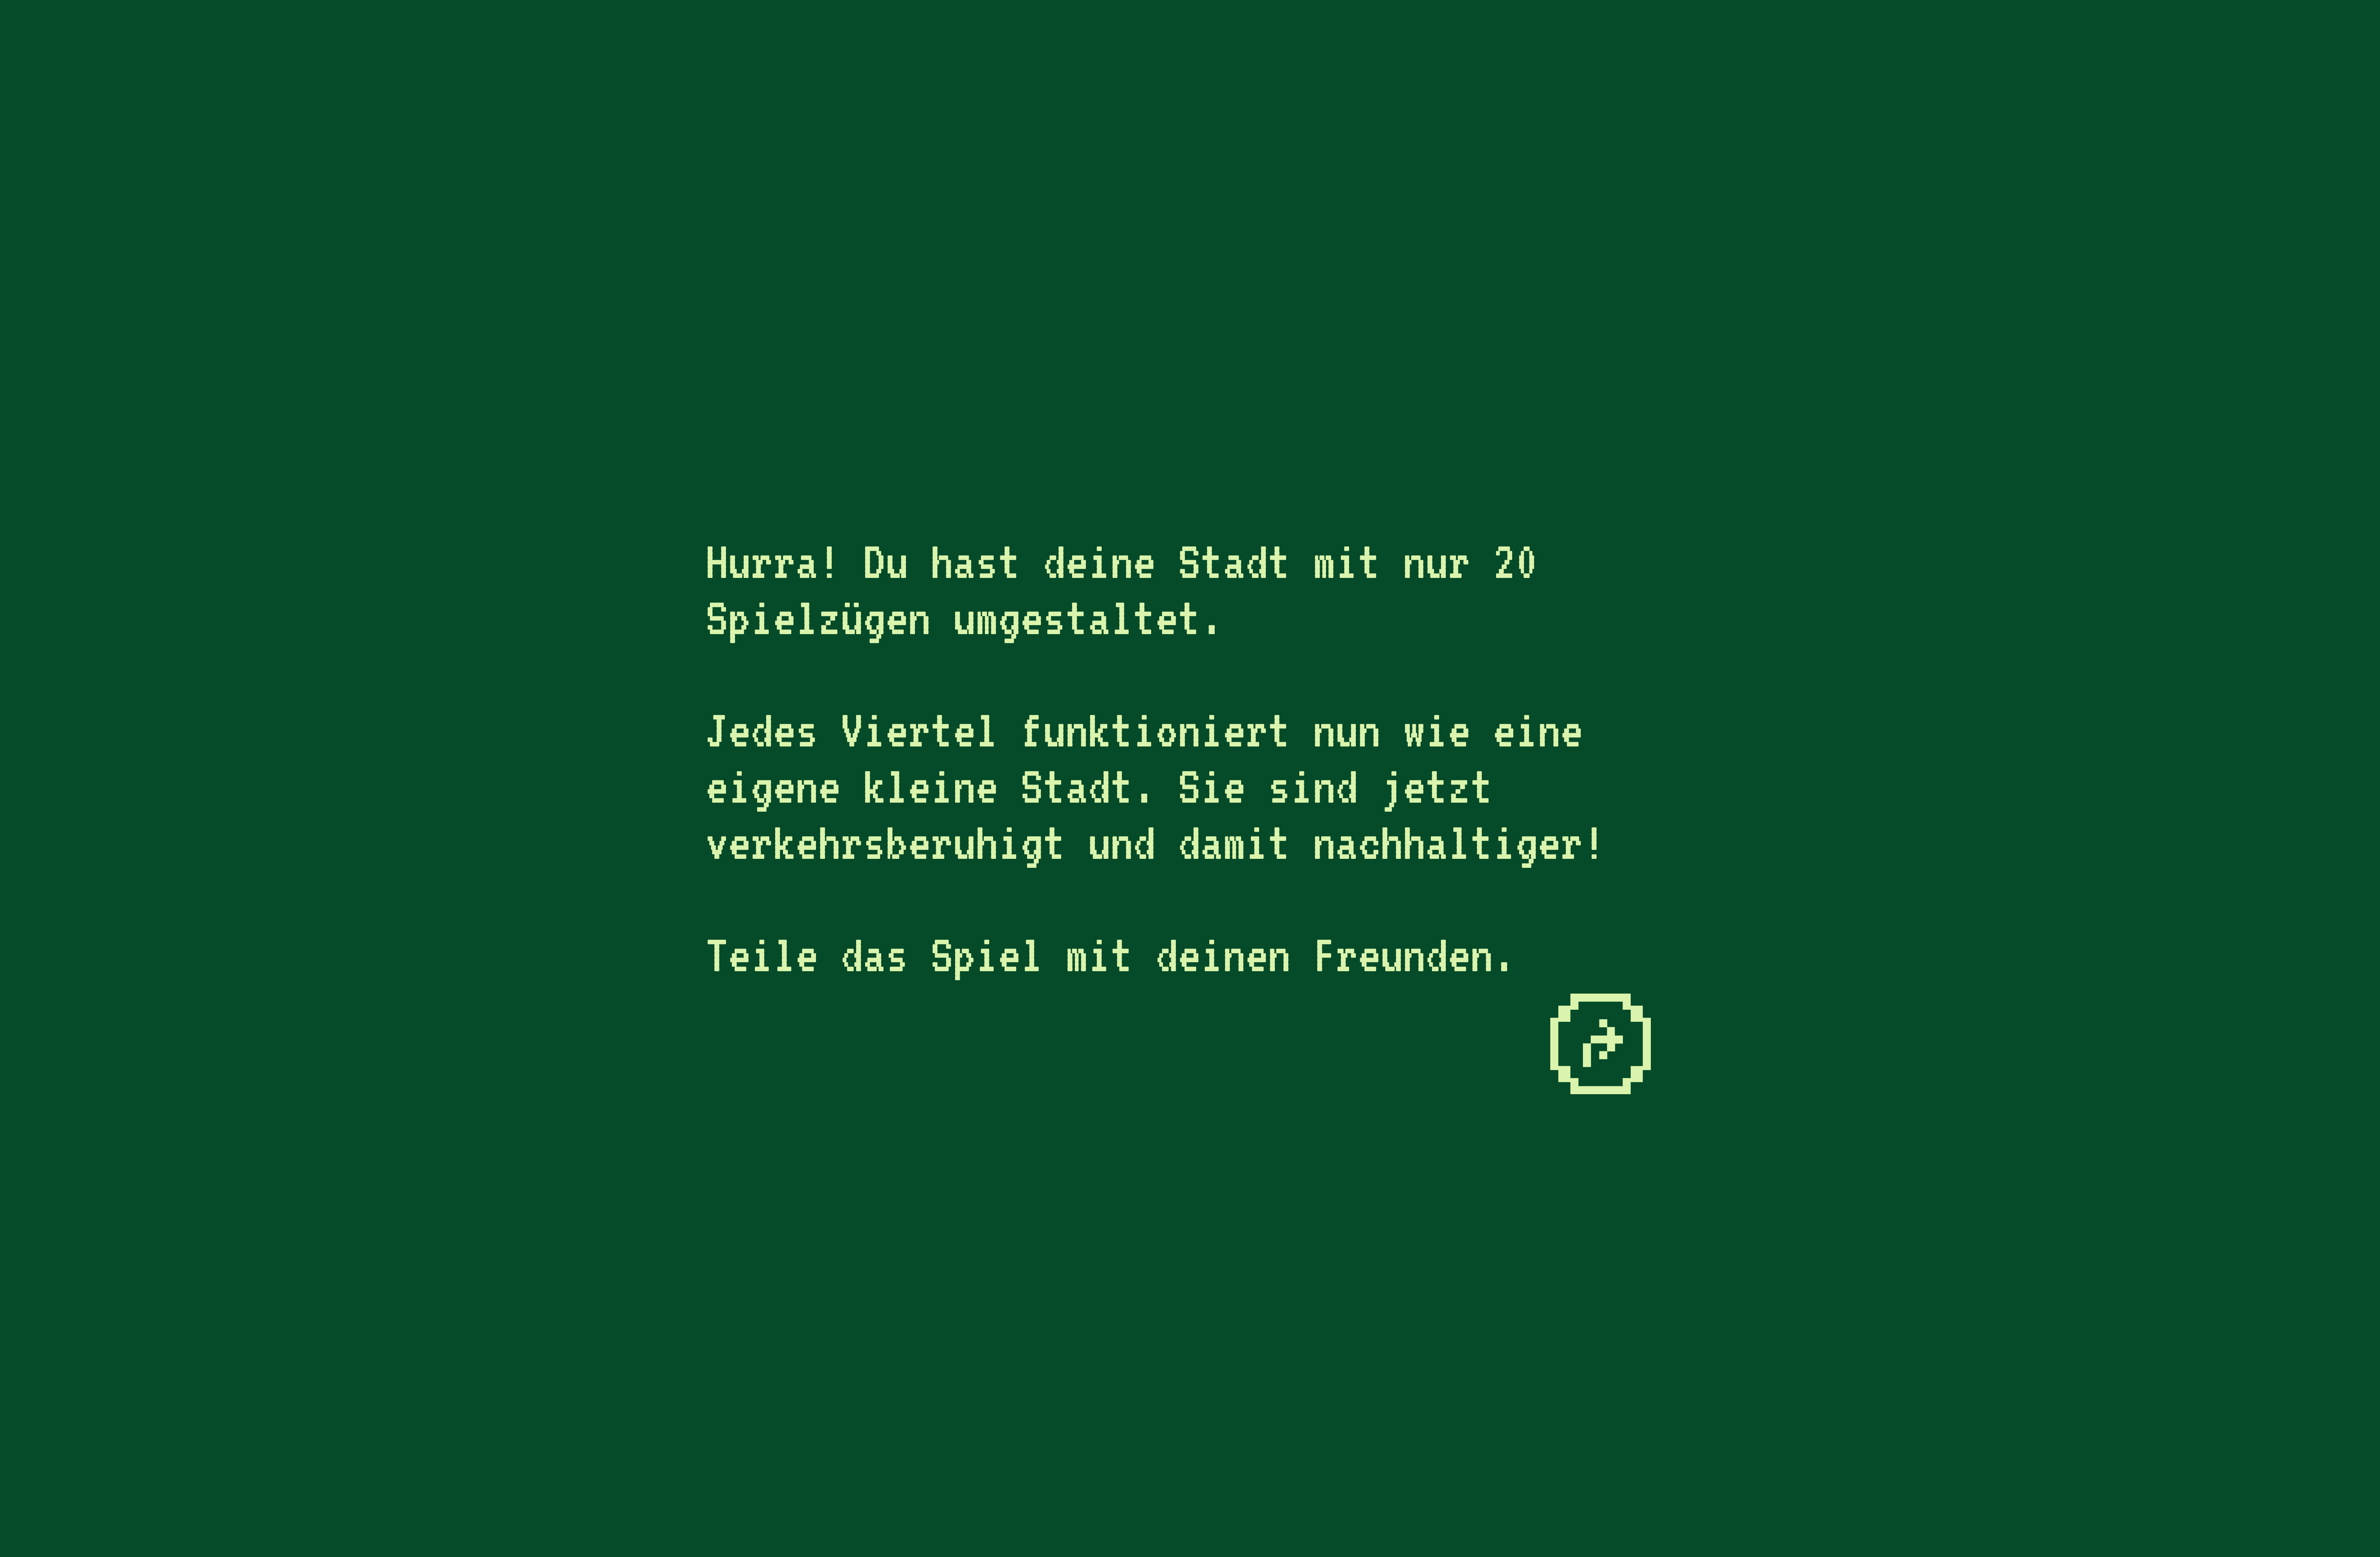 Hurra! Du hast deine Stadt mit nur 20
Spielzügen umgestaltet.
Jedes Viertel funktioniert nun wie eine
eigene kleine Stadt. Sie sind jetzt
verkehrsberuhigt und damit nachhaltiger!
Teile das Spiel mit deinen Freunden.